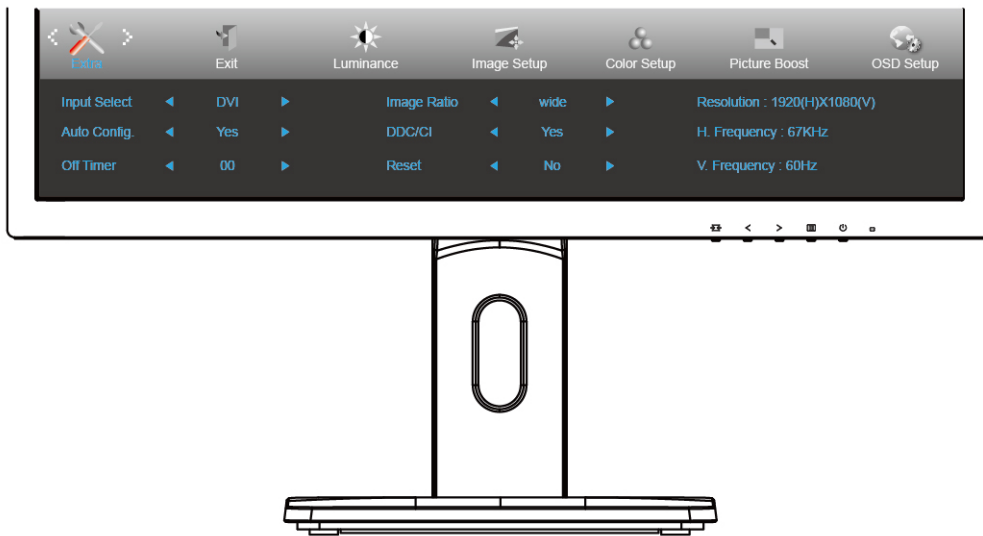 Extra Exit Luminance Image Setup Color Setup Picture Boost OSD Setup
Input Select DVI Image Ratio wide Resolution : 1920(H)X1080(V)
Auto Config. Yes DDC/CI Yes H. Frequency : 67KHz
Off Timer 00 Reset No V. Frequency : 60Hz